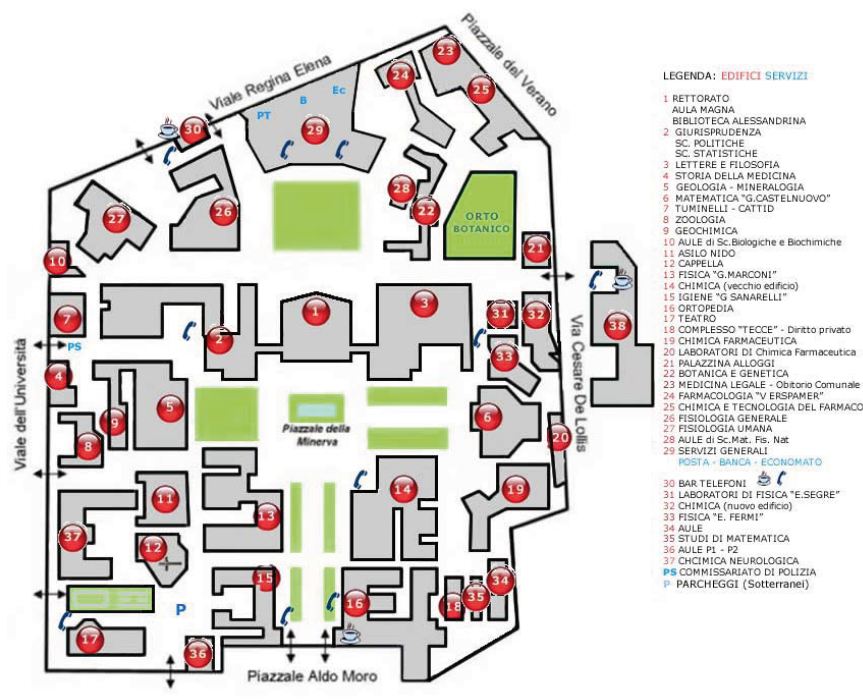 Piazzale del Verano
Viale Regina Elena
23
24
25
Ec
B
PT
29
30
28
27
26
22
ORTO
BOTANICO
21
10
7
PS
1
3
2
31
32
33
38
Viale dell'Università
Via Cesare De Lollis
4
5
9
8
6
20
Piazzale della
Minerva
11
37
12
13
14
19
15
16
18
35
34
P
17
36
Piazzale Aldo Moro
LEGENDA: EDIFICI SERVIZI
1 RETTORATO
AULA MAGNA
BIBLIOTECA ALESSANDRINA
2 GIURISPRUDENZA
SC. POLITICHE
SC. STATISTICHE
3 LETTERE E FILOSOFIA
4 STORIA DELLA MEDICINA
5 GEOLOGIA - MINERALOGIA
6 MATEMATICA "G.CASTELNUOVO"
7 TUMINELLI - CATTID
8 ZOOLOGIA
9 GEOCHIMICA
10 AULE di Sc.Biologiche e Biochimiche
11 ASILO NIDO
12 CAPPELLA
13 FISICA "G.MARCONI"
14 CHIMICA (vecchio edificio)
15 IGIENE "G SANARELLI"
16 ORTOPEDIA
17 TEATRO
18 COMPLESSO "TECCE" - Diritto privato
19 CHIMICA FARMACEUTICA
20 LABORATORI DI Chimica Farmaceutica
21 PALAZZINA ALLOGGI
22 BOTANICA E GENETICA
23 MEDICINA LEGALE - Obitorio Comunale
24 FARMACOLOGIA "V ERSPAMER"
25 CHIMICA E TECNOLOGIA DEL FARMACO
26 FISIOLOGIA GENERALE
27 FISIOLOGIA UMANA
28 AULE di Sc.Mat. Fis. Nat
29 SERVIZI GENERALI
POSTA - BANCA - ECONOMATO
30 BAR TELEFONI
31 LABORATORI DI FISICA "E.SEGRE"
32 CHIMICA (nuovo edificio)
33 FISICA "E. FERMI"
34 AULE
35 STUDI DI MATEMATICA
36 AULE P1 - P2
37 CHCIMICA NEUROLOGICA
PS COMMISSARIATO DI POLIZIA
P PARCHEGGI (Sotterranei)